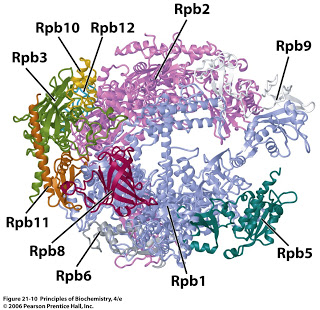 Rpb10
Rpb12
Rpb2
Rpb3
Rpb9
Rpb11
Rpb8
Rpb6
Rpb1
Rpb5
Figure 21-10 Principles of Biochemistry, 4/e
© 2006 Pearson Prentice Hall, Inc.